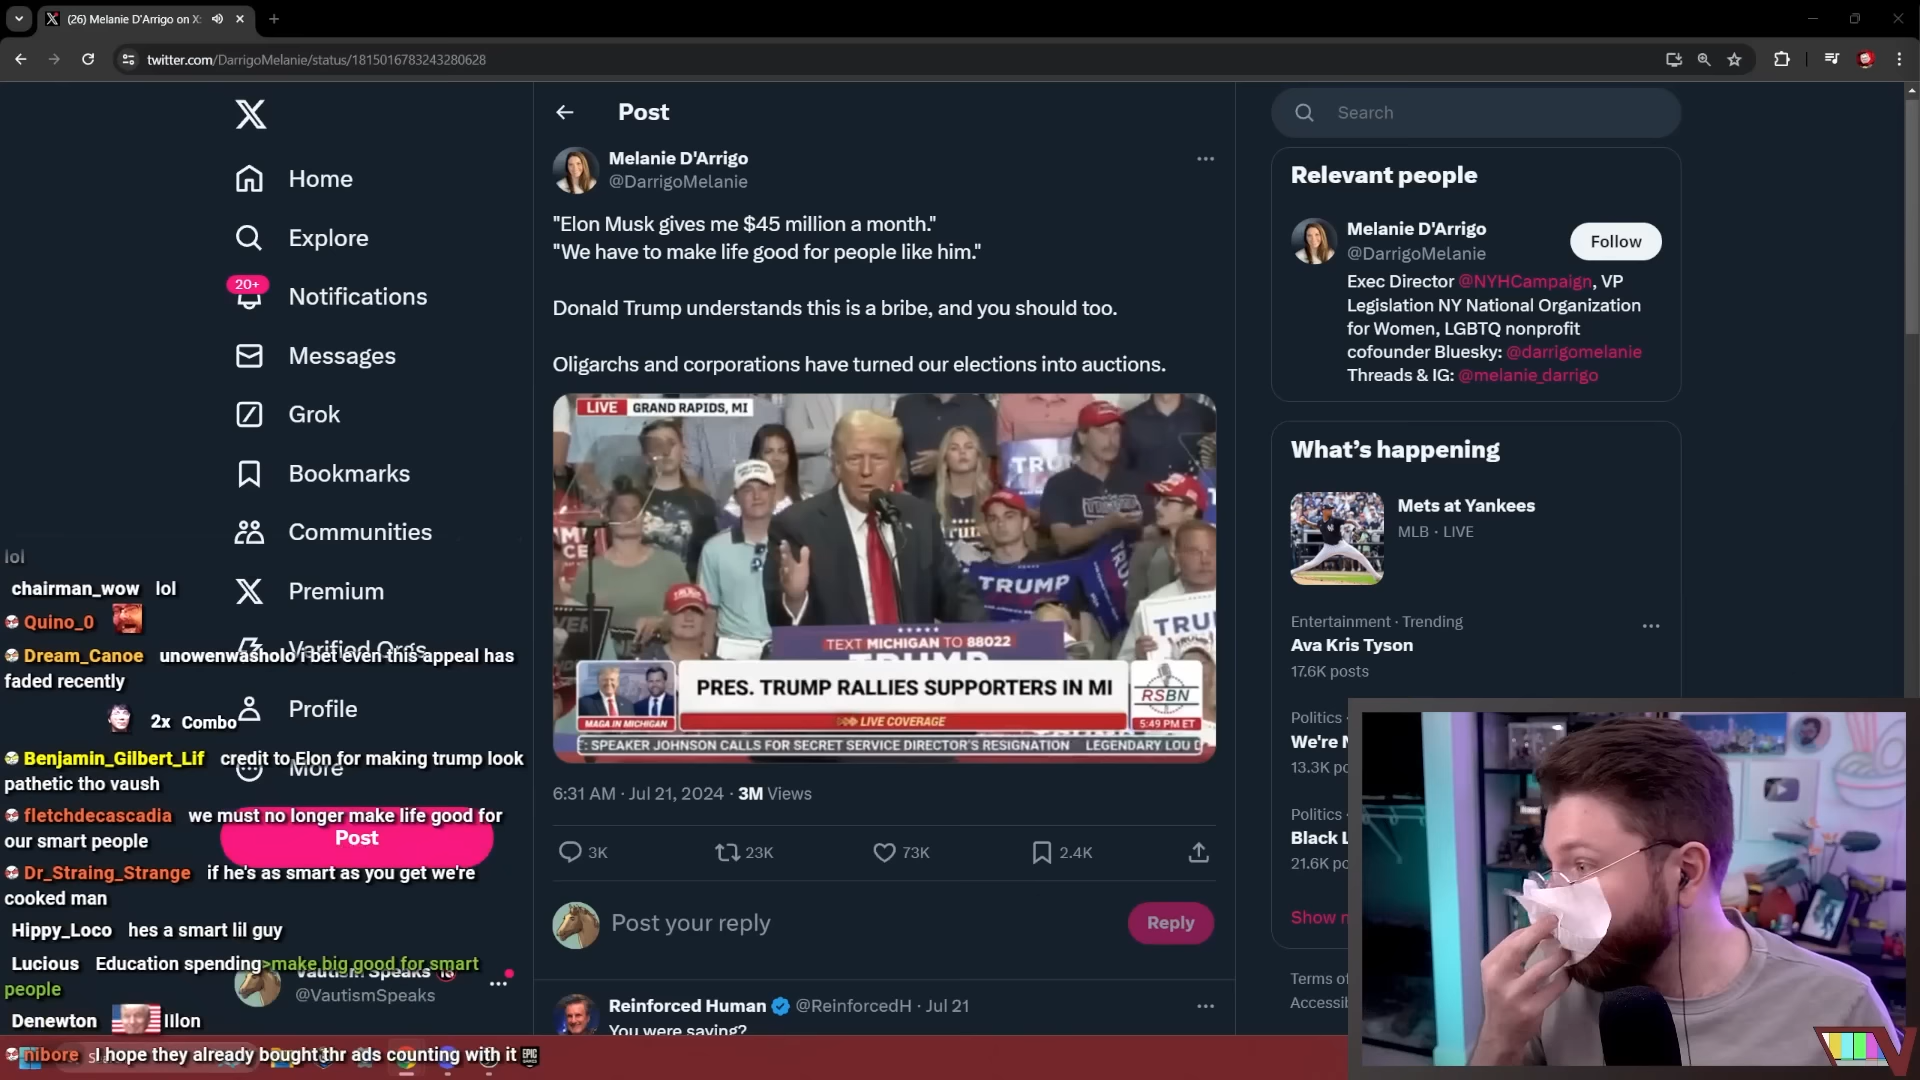 (26) Melanie D'Arrigo on X:
twitter.com/DarrigoMelanie/status/1815016783243280628
Home
Explore
20+
Notifications
Messages
Grok
Bookmarks
Communities
Premium
Verified Orgs
Profile
More
Post
Vautism Speaks
@VautismSpeaks
lol
chairman_wow lol
Quino_0
Dream_Canoe unowenwasholo i bet even this appeal has
faded recently
2x Combo
Benjamin_Gilbert_Lif credit to Elon for making trump look
pathetic tho vaush
fletchdecascadia we must no longer make life good for
our smart people
Dr_Straing_Strange if he's as smart as you get we're
cooked man
Hippy_Loco hes a smart lil guy
Lucious Education spending>make big good for smart
people
Denewton Illon
nibore I hope they already bought thr ads counting with it
EPIC
Post
Melanie D'Arrigo
@DarrigoMelanie
"Elon Musk gives me $45 million a month."
"We have to make life good for people like him."
Donald Trump understands this is a bribe, and you should too.
Oligarchs and corporations have turned our elections into auctions.
LIVE GRAND RAPIDS, MI
TRUMP
TRUMP
TRU
TEXT MICHIGAN TO 88022
TRUMP
PRES. TRUMP RALLIES SUPPORTERS IN MI
RSBN
MAGA IN MICHIGAN
LIVE COVERAGE
5:49 PM ET
: SPEAKER JOHNSON CALLS FOR SECRET SERVICE DIRECTOR'S RESIGNATION LEGENDARY LOU D
6:31 AM · Jul 21, 2024 · 3M Views
3K 23K 73K 2.4K
Post your reply
Reply
Reinforced Human @ReinforcedH · Jul 21
You were saying?
Search
Relevant people
Melanie D'Arrigo
@DarrigoMelanie
Follow
Exec Director @NYHCampaign, VP
Legislation NY National Organization
for Women, LGBTQ nonprofit
cofounder Bluesky: @darrigomelanie
Threads & IG: @melanie_darrigo
What's happening
Mets at Yankees
MLB · LIVE
Entertainment · Trending
Ava Kris Tyson
17.6K posts
Politics ·
We're N
13.3K po
Politics ·
Black L
21.6K po
Show
Terms of
Accessib